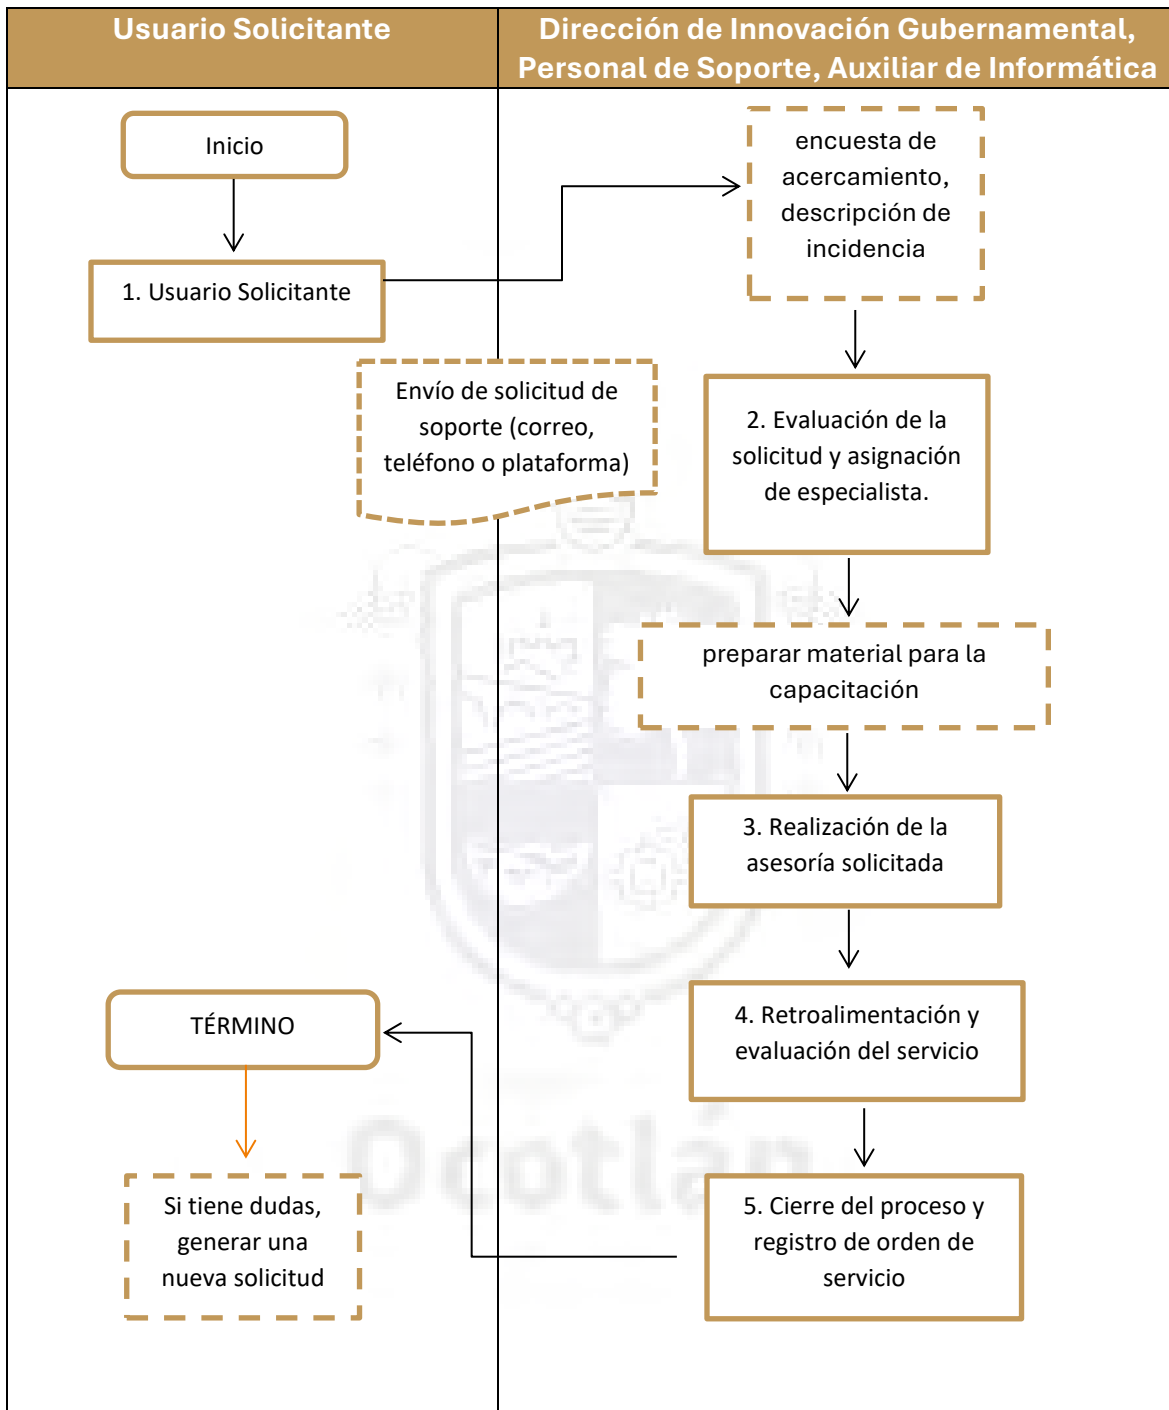 Usuario Solicitante
Dirección de Innovación Gubernamental,
Personal de Soporte, Auxiliar de Informática
Inicio
encuesta de
acercamiento,
descripción de
incidencia
1. Usuario Solicitante
Envío de solicitud de
soporte (correo,
teléfono o plataforma)
2. Evaluación de la
solicitud y asignación
de especialista.
preparar material para la
capacitación
3. Realización de la
asesoría solicitada
4. Retroalimentación y
evaluación del servicio
TÉRMINO
5. Cierre del proceso y
registro de orden de
servicio
Si tiene dudas,
generar una
nueva solicitud
Ocotlán